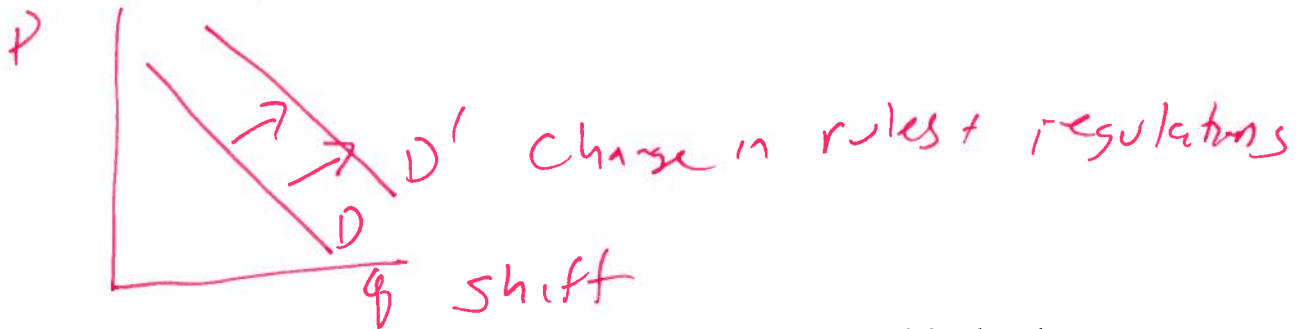 P
D' Change in rules + regulations
D
q shift